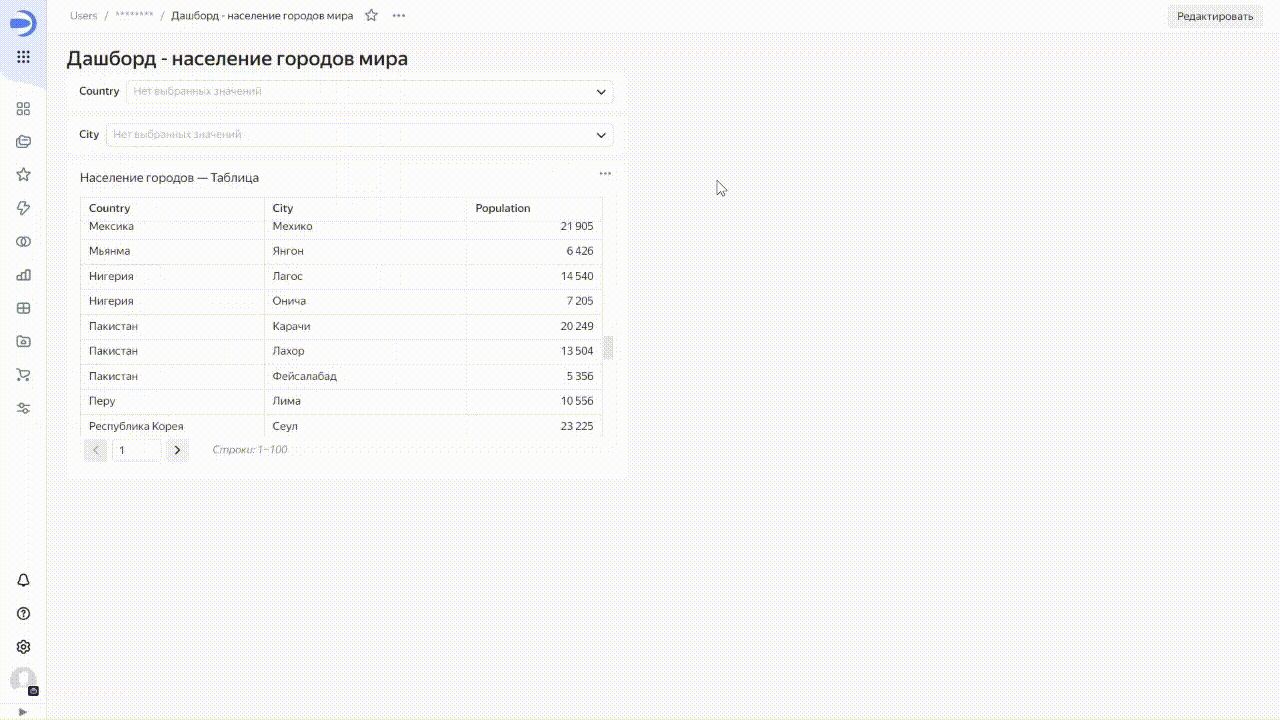 Users / ******** / Дашборд - население городов мира
Редактировать
Дашборд - население городов мира
Country Нет выбранных значений
City Нет выбранных значений
Население городов — Таблица
Country City Population
Мексика Мехико 21 905
Мьянма Янгон 6 426
Нигерия Лагос 14 540
Нигерия Онича 7 205
Пакистан Карачи 20 249
Пакистан Лахор 13 504
Пакистан Фейсалабад 5 356
Перу Лима 10 556
Республика Корея Сеул 23 225
1 Строки: 1−100